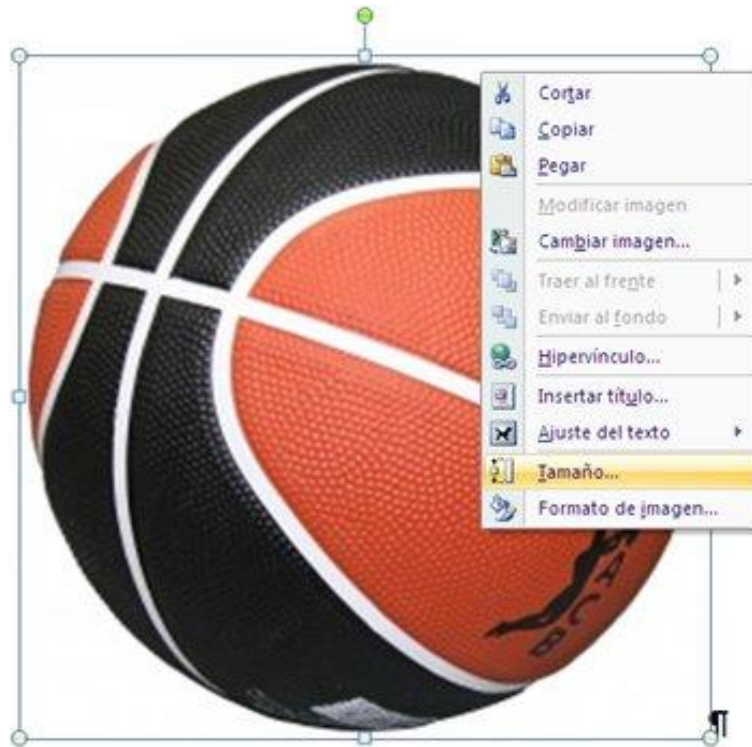 Cortar
Copiar
Pegar
Modificar imagen
Cambiar imagen...
Traer al frente
Enviar al fondo
Hipervínculo...
Insertar título...
Ajuste del texto
Tamaño...
Formato de imagen...
ACB
¶